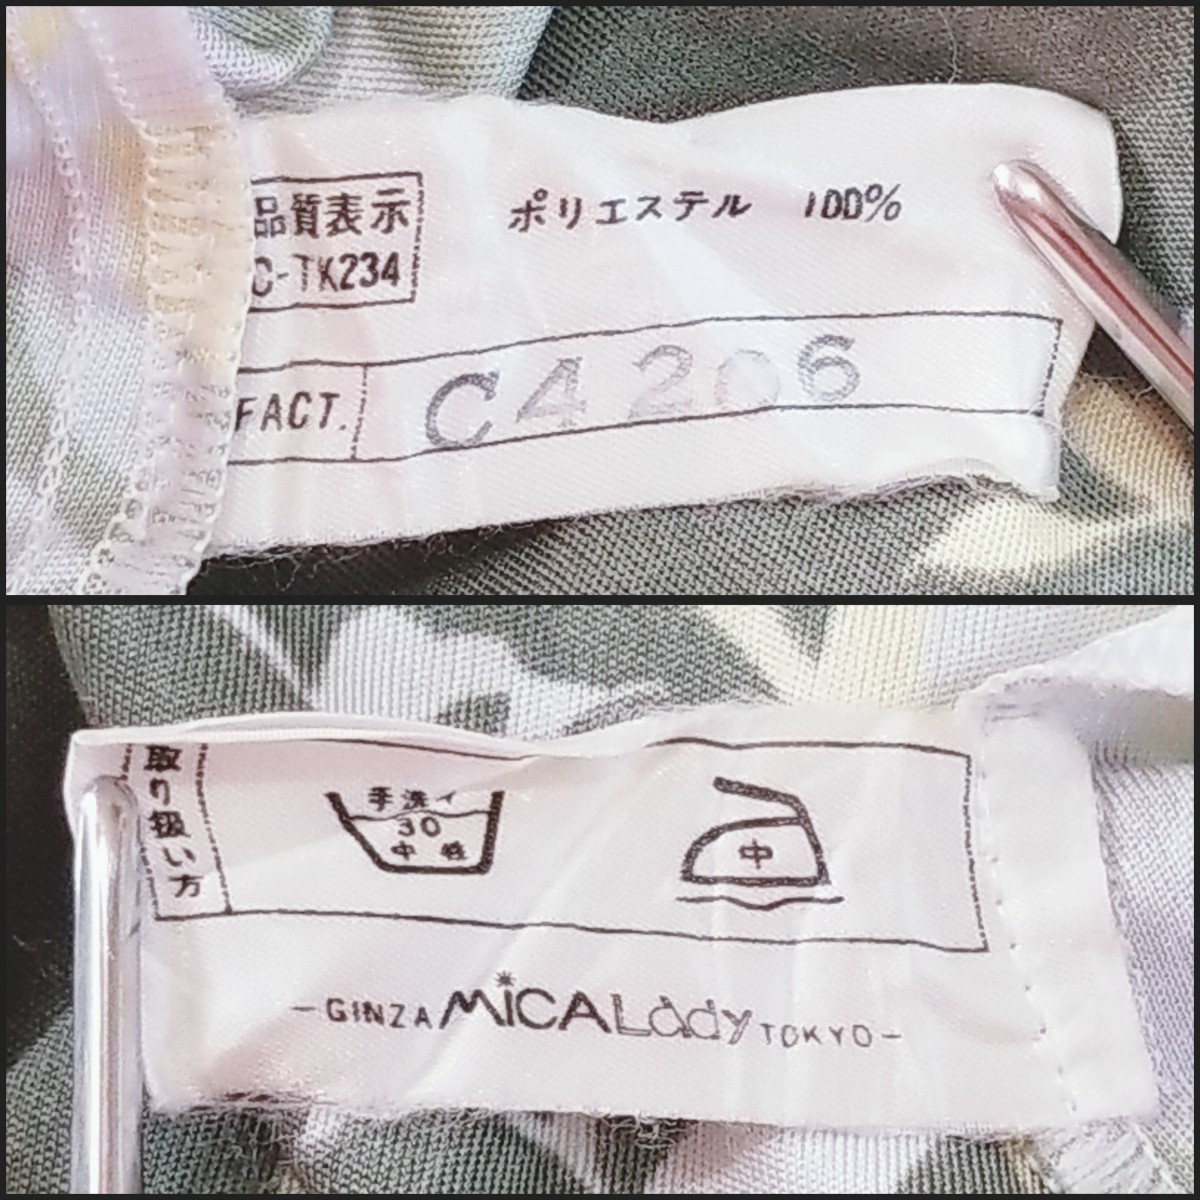 品質表示
C-TK234
ポリエステル 100%
FACT.
C4206
取り扱い方
手洗イ
30
中性
中
-GINZA MiCALady TOKYO-